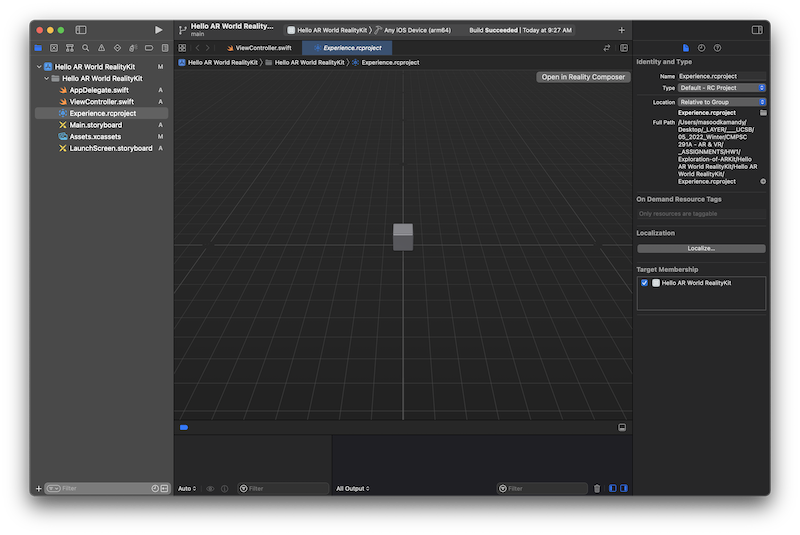 Hello AR World RealityK...
main
Hello AR World RealityKit
Any iOS Device (arm64)
Build Succeeded | Today at 9:27 AM
ViewController.swift
Experience.rcproject
Hello AR World RealityKit
Hello AR World RealityKit
Experience.rcproject
Open in Reality Composer
Hello AR World RealityKit M
Hello AR World RealityKit
AppDelegate.swift A
ViewController.swift A
Experience.rcproject A
Main.storyboard A
Assets.xcassets M
LaunchScreen.storyboard A
Filter
Auto
Filter
All Output
Filter
Identity and Type
Name Experience.rcproject
Type Default - RC Project
Location Relative to Group
Experience.rcproject
Full Path /Users/masoodkamandy/
Desktop/_LAYER/___UCSB/
05_2022_Winter/CMPSC
291A - AR & VR/
_ASSIGNMENTS/HW1/
Exploration-of-ARKit/Hello
AR World RealityKit/Hello AR
World RealityKit/
Experience.rcproject
On Demand Resource Tags
Only resources are taggable
Localization
Localize...
Target Membership
Hello AR World RealityKit